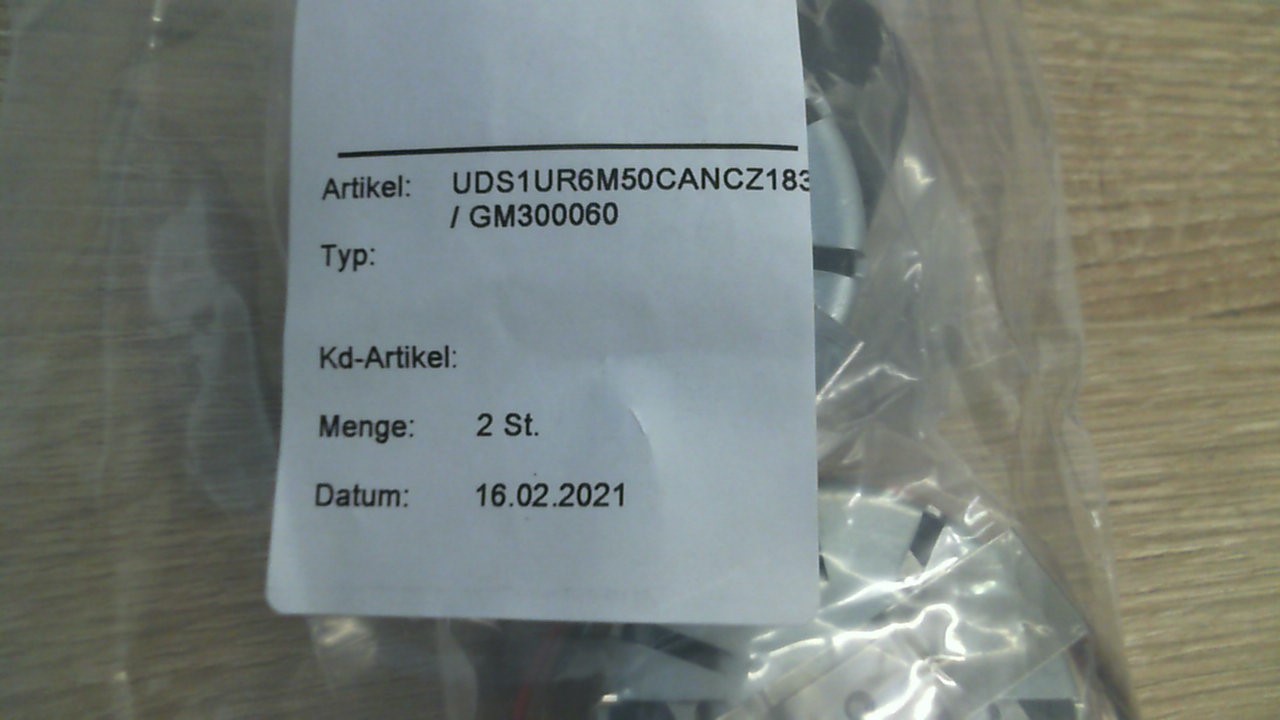 Artikel: UDS1UR6M50CANCZ183
/ GM300060
Typ:
Kd-Artikel:
Menge: 2 St.
Datum: 16.02.2021